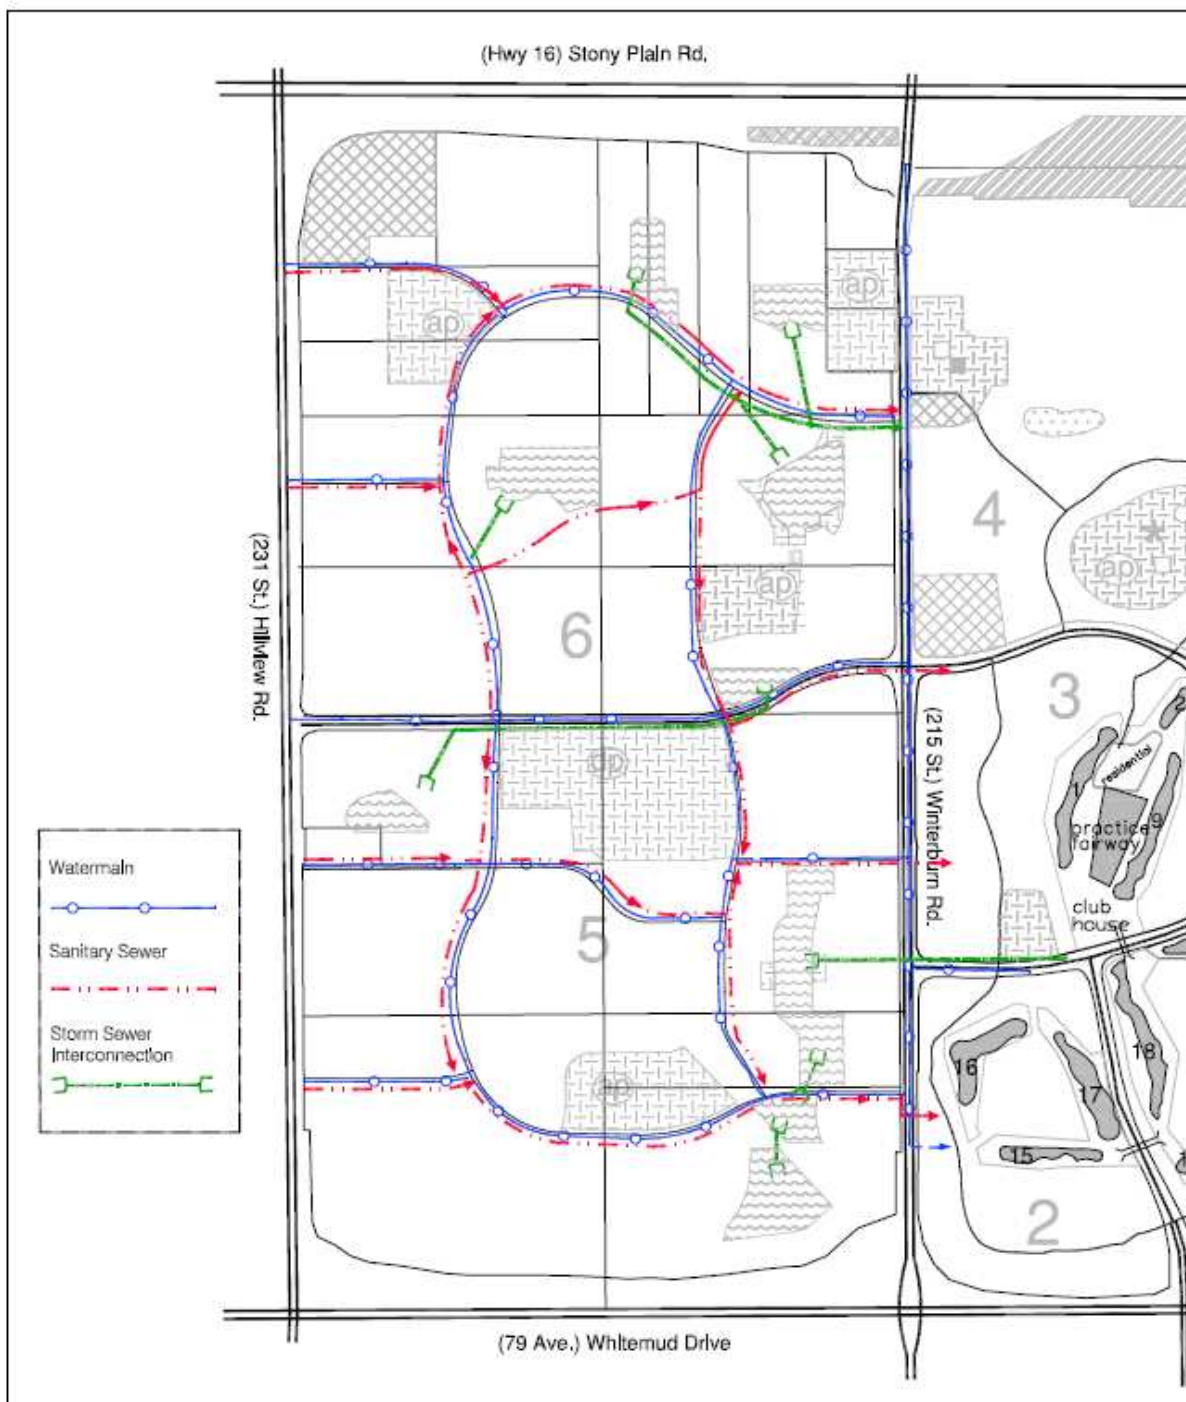 (Hwy 16) Stony Plain Rd.
ap
ap
4
(231 St.) Hillview Rd.
ap
ap
6
3
2
(215 St.) Winterburn Rd.
residential
ap
1
9
practice
fairway
Watermain
club
house
Sanitary Sewer
5
Storm Sewer
Interconnection
16
18
ap
17
15
1
2
(79 Ave.) Whitemud Drive